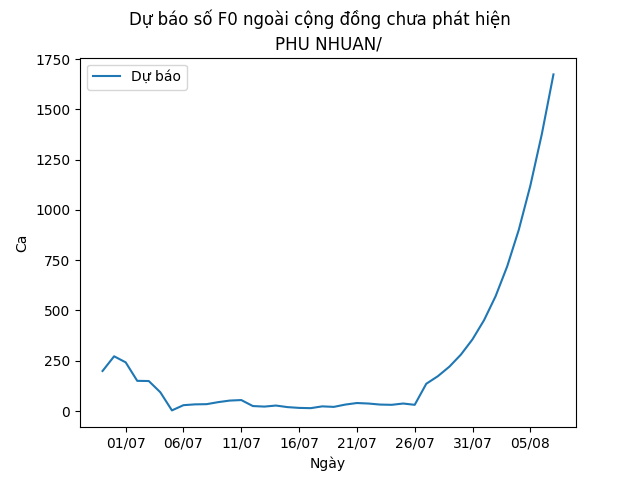 Dự báo số F0 ngoài cộng đồng chưa phát hiện
PHU NHUAN/
1750
1500
1250
1000
750
500
250
0
Ca
Dự báo
01/07 06/07 11/07 16/07 21/07 26/07 31/07 05/08
Ngày